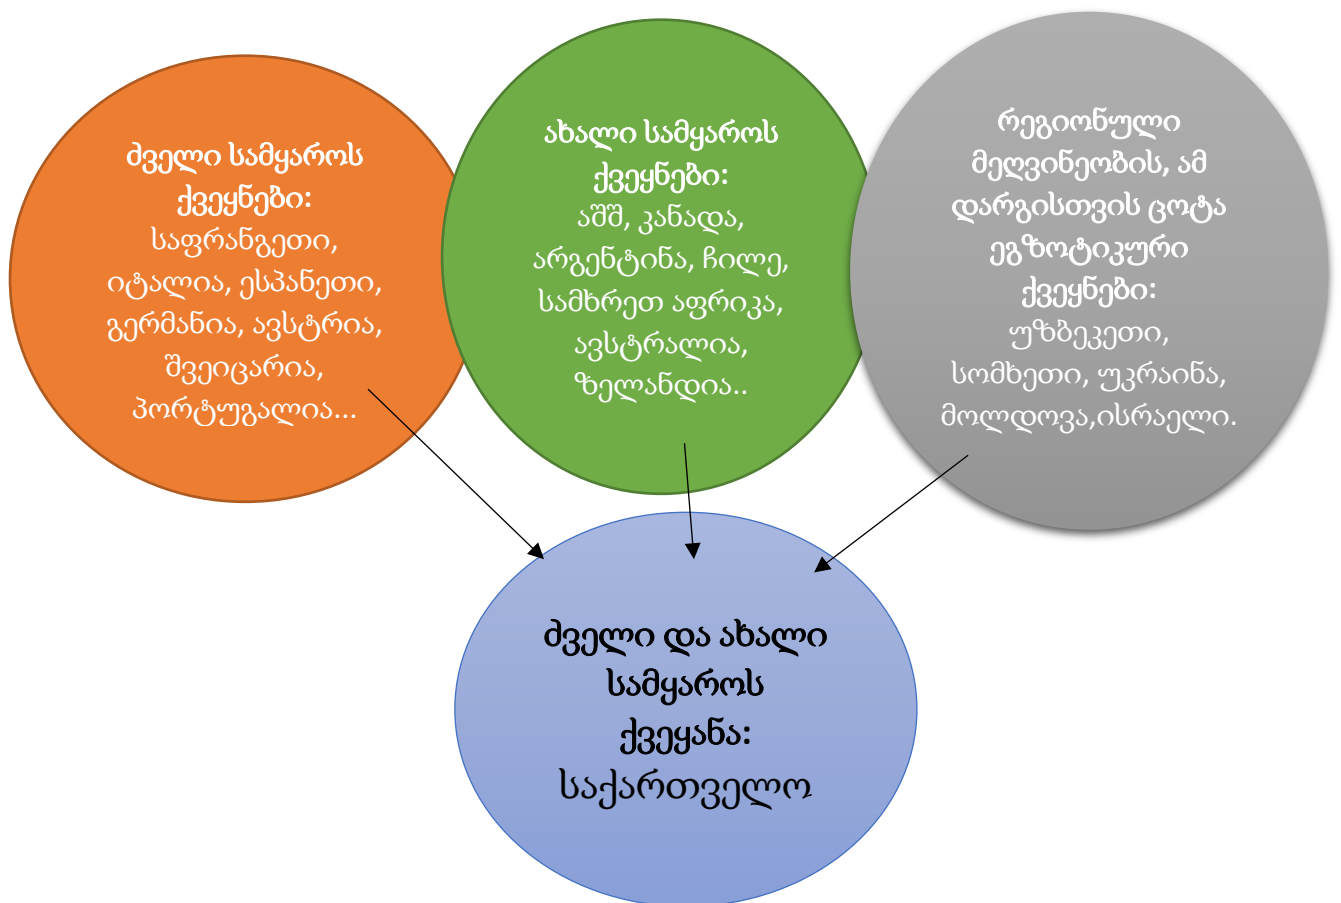 ძველი სამყაროს
ქვეყნები:
საფრანგეთი,
იტალია, ესპანეთი,
გერმანია, ავსტრია,
შვეიცარია,
პორტუგალია...
ახალი სამყაროს
ქვეყნები:
აშშ, კანადა,
არგენტინა, ჩილე,
სამხრეთ აფრიკა,
ავსტრალია,
ზელანდია..
რეგიონული
მეღვინეობის, ამ
დარგისთვის ცოტა
ეგზოტიკური
ქვეყნები:
უზბეკეთი,
სომხეთი, უკრაინა,
მოლდოვა,ისრაელი.
ძველი და ახალი
სამყაროს
ქვეყანა:
საქართველო